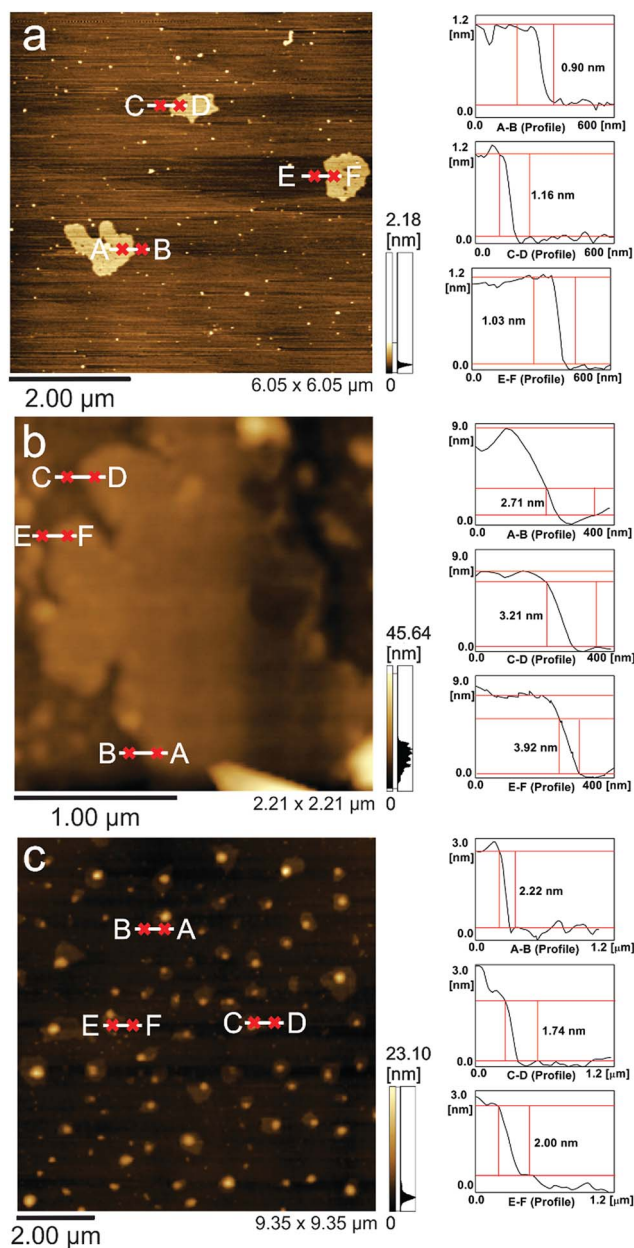 a
C D
E F
A B
2.00 µm
6.05 x 6.05 µm
2.18
[nm]
0
1.2
[nm]
0.90 nm
0.0
0.0 600 [nm]
A-B (Profile)
1.2
[nm]
1.16 nm
0.0
0.0 600 [nm]
C-D (Profile)
1.2
[nm]
1.03 nm
0.0
0.0 600 [nm]
E-F (Profile)
b
C D
E F
B A
1.00 µm
2.21 x 2.21 µm
45.64
[nm]
0
9.0
[nm]
2.71 nm
0.0
0.0 400 [nm]
A-B (Profile)
9.0
[nm]
3.21 nm
0.0
0.0 400 [nm]
C-D (Profile)
9.0
[nm]
3.92 nm
0.0
0.0 400 [nm]
E-F (Profile)
c
B A
E F C D
2.00 µm
9.35 x 9.35 µm
23.10
[nm]
0
3.0
[nm]
2.22 nm
0.0
0.0 1.2 [µm]
A-B (Profile)
3.0
[nm]
1.74 nm
0.0
0.0 1.2 [µm]
C-D (Profile)
3.0
[nm]
2.00 nm
0.0
0.0 1.2 [µm]
E-F (Profile)